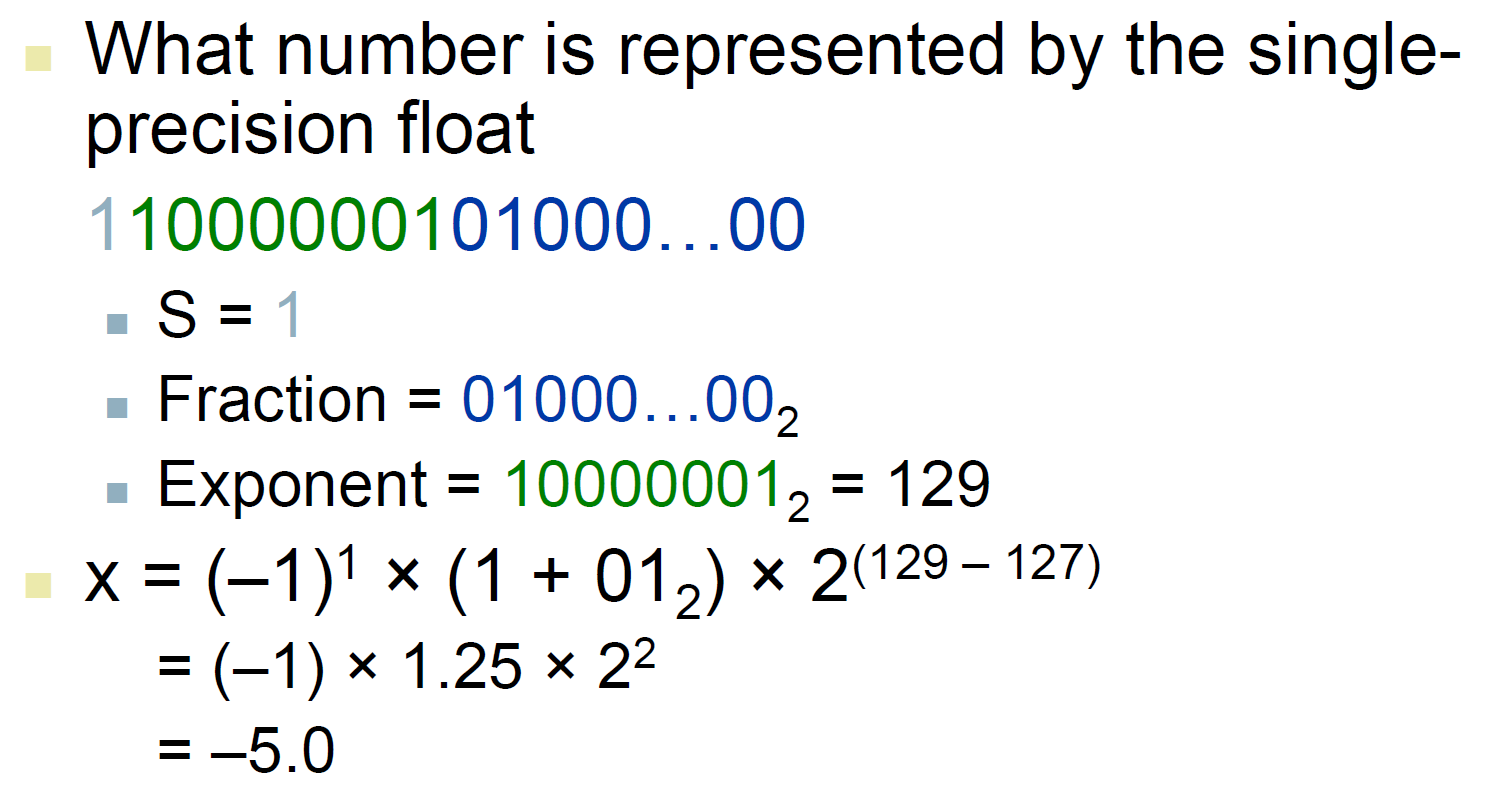 What number is represented by the single-
precision float
11000000101000…00
S = 1
Fraction = 01000…00₂
Exponent = 10000001₂ = 129
x = (–1)¹ × (1 + 01₂) × 2⁽¹²⁹ ⁻ ¹²⁷⁾
= (–1) × 1.25 × 2²
= –5.0